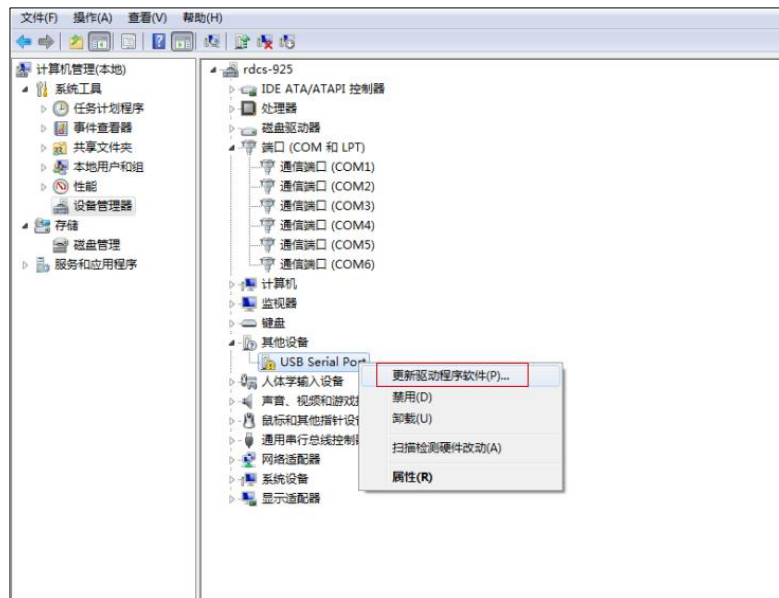 文件(F) 操作(A) 查看(V) 帮助(H)
计算机管理(本地)
系统工具
任务计划程序
事件查看器
共享文件夹
本地用户和组
性能
设备管理器
存储
磁盘管理
服务和应用程序
rdcs-925
IDE ATA/ATAPI 控制器
处理器
磁盘驱动器
端口 (COM 和 LPT)
通信端口 (COM1)
通信端口 (COM2)
通信端口 (COM3)
通信端口 (COM4)
通信端口 (COM5)
通信端口 (COM6)
计算机
监视器
键盘
其他设备
USB Serial Port
人体学输入设备
声音、视频和游戏
鼠标和其他指针设
通用串行总线控制
网络适配器
系统设备
显示适配器
更新驱动程序软件(P)...
禁用(D)
卸载(U)
扫描检测硬件改动(A)
属性(R)